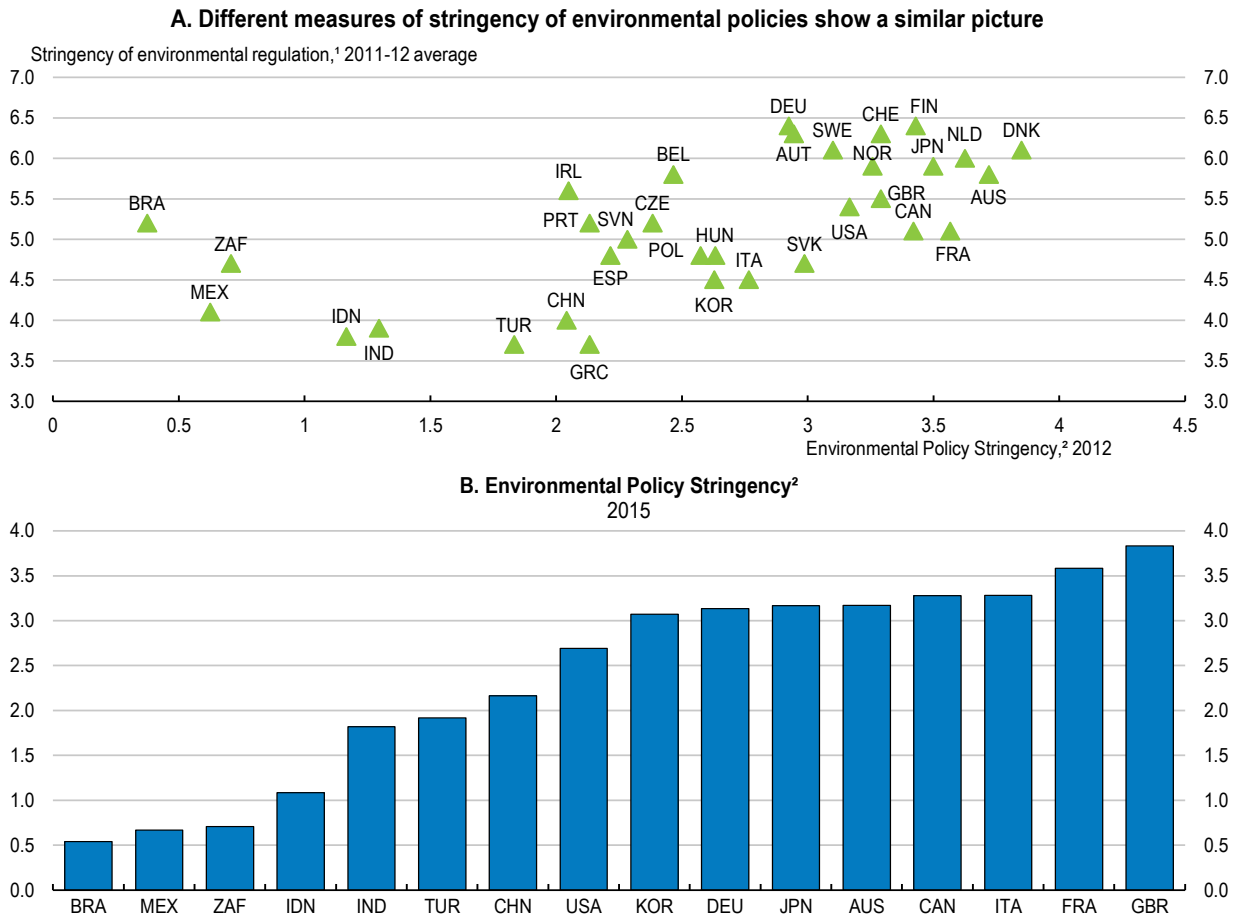 A. Different measures of stringency of environmental policies show a similar picture
Stringency of environmental regulation,¹ 2011-12 average
7.0 7.0
6.5 6.5
6.0 6.0
5.5 5.5
5.0 5.0
4.5 4.5
4.0 4.0
3.5 3.5
3.0 3.0
DEU CHE FIN
AUT SWE NOR JPN NLD DNK
IRL BEL
BRA PRT SVN CZE GBR AUS
ZAF POL HUN USA CAN
ESP ITA SVK FRA
MEX CHN KOR
IDN TUR
IND GRC
0 0.5 1 1.5 2 2.5 3 3.5 4 4.5
Environmental Policy Stringency,² 2012
B. Environmental Policy Stringency²
2015
4.0 4.0
3.5 3.5
3.0 3.0
2.5 2.5
2.0 2.0
1.5 1.5
1.0 1.0
0.5 0.5
0.0 0.0
BRA MEX ZAF IDN IND TUR CHN USA KOR DEU JPN AUS CAN ITA FRA GBR